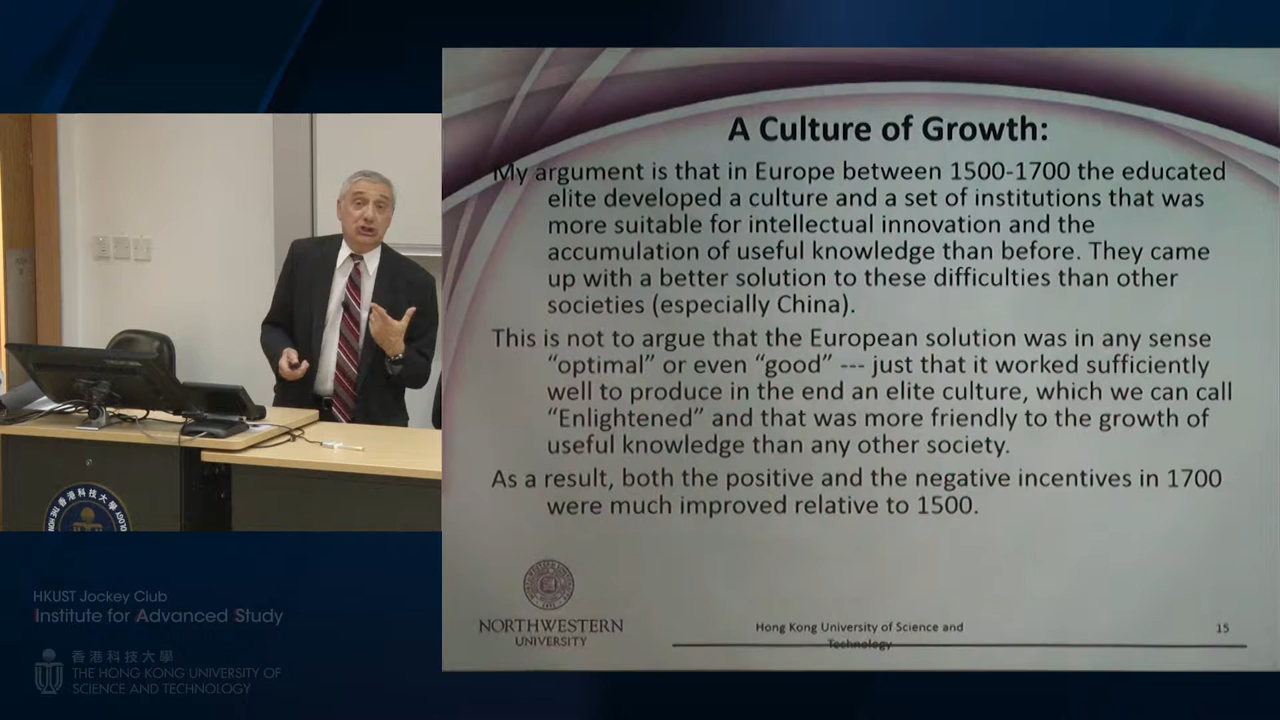 A Culture of Growth:
My argument is that in Europe between 1500-1700 the educated
elite developed a culture and a set of institutions that was
more suitable for intellectual innovation and the
accumulation of useful knowledge than before. They came
up with a better solution to these difficulties than other
societies (especially China).
This is not to argue that the European solution was in any sense
“optimal” or even “good” --- just that it worked sufficiently
well to produce in the end an elite culture, which we can call
“Enlightened” and that was more friendly to the growth of
useful knowledge than any other society.
As a result, both the positive and the negative incentives in 1700
were much improved relative to 1500.
NORTHWESTERN
UNIVERSITY
Hong Kong University of Science and
Technology
15
香港科技大學
HKUST Jockey Club
Institute for Advanced Study
香港科技大學
THE HONG KONG UNIVERSITY OF
SCIENCE AND TECHNOLOGY